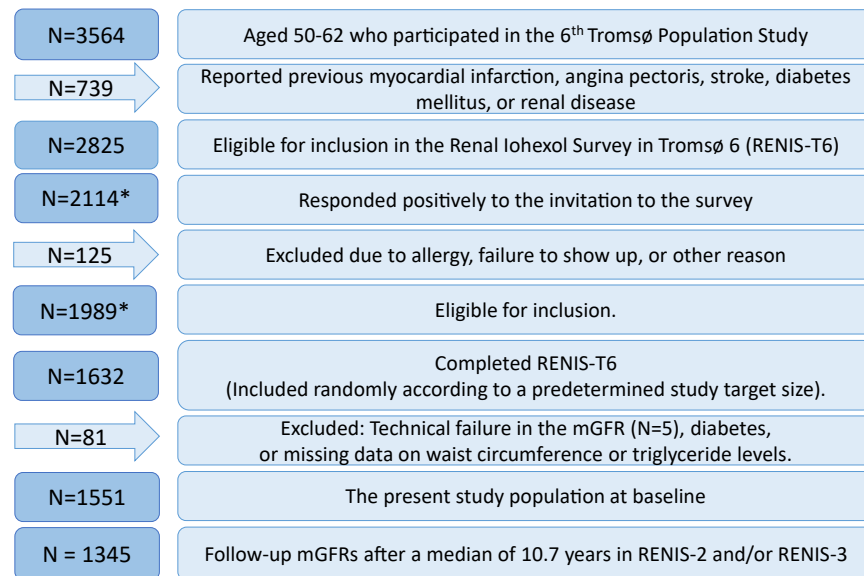 N=3564
Aged 50-62 who participated in the 6th Tromsø Population Study
N=739
Reported previous myocardial infarction, angina pectoris, stroke, diabetes
mellitus, or renal disease
N=2825
Eligible for inclusion in the Renal Iohexol Survey in Tromsø 6 (RENIS-T6)
N=2114*
Responded positively to the invitation to the survey
N=125
Excluded due to allergy, failure to show up, or other reason
N=1989*
Eligible for inclusion.
N=1632
Completed RENIS-T6
(Included randomly according to a predetermined study target size).
N=81
Excluded: Technical failure in the mGFR (N=5), diabetes,
or missing data on waist circumference or triglyceride levels.
N=1551
The present study population at baseline
N = 1345
Follow-up mGFRs after a median of 10.7 years in RENIS-2 and/or RENIS-3